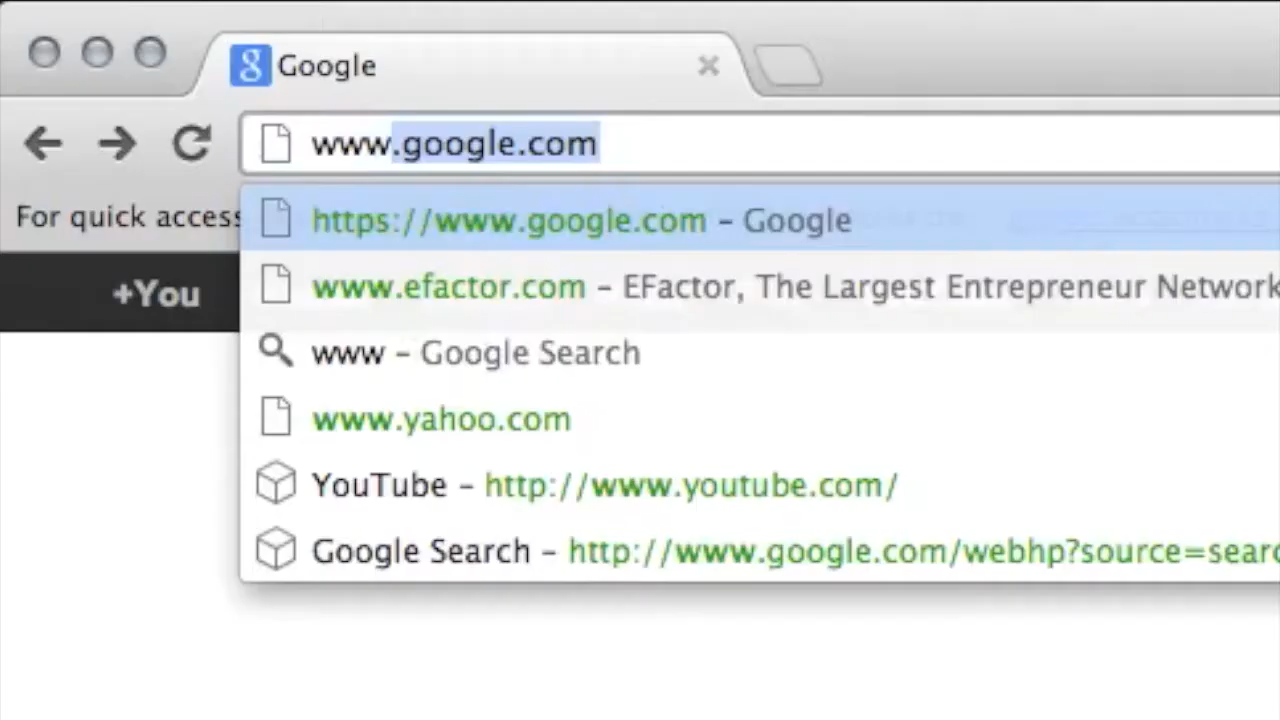 Google
www.google.com
For quick access
https://www.google.com – Google
+You
www.efactor.com – EFactor, The Largest Entrepreneur Network
www – Google Search
www.yahoo.com
YouTube – http://www.youtube.com/
Google Search – http://www.google.com/webhp?source=searc